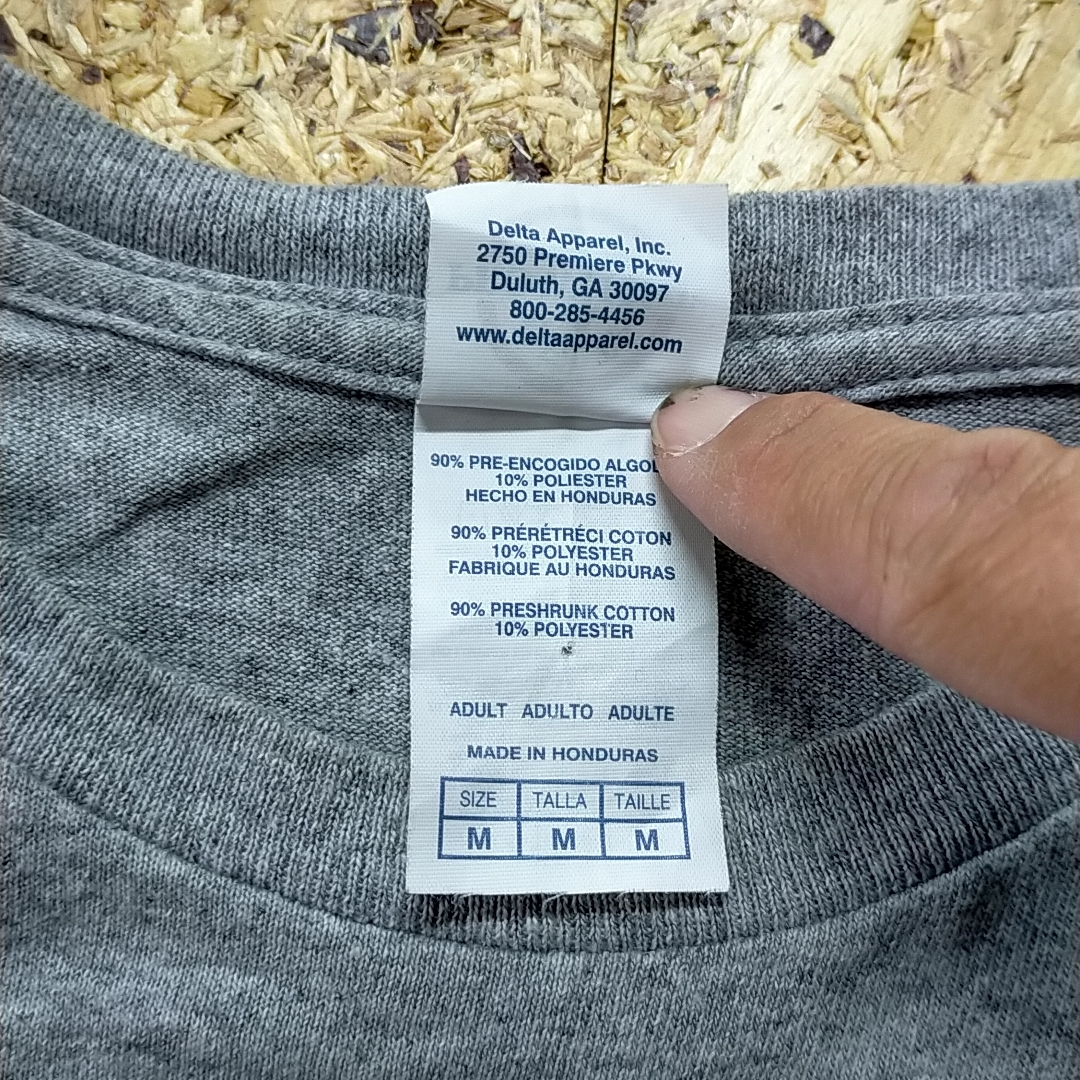 Delta Apparel, Inc.
2750 Premiere Pkwy
Duluth, GA 30097
800-285-4456
www.deltaapparel.com
90% PRE-ENCOGIDO
10% POLIESTER
HECHO EN HONDURAS
90% PRÉRÉTRÉCI COTON
10% POLYESTER
FABRIQUE AU HONDURAS
90% PRESHRUNK COTTON
10% POLYESTER
ADULT ADULTO ADULTE
MADE IN HONDURAS
SIZE TALLA TAILLE
M M M